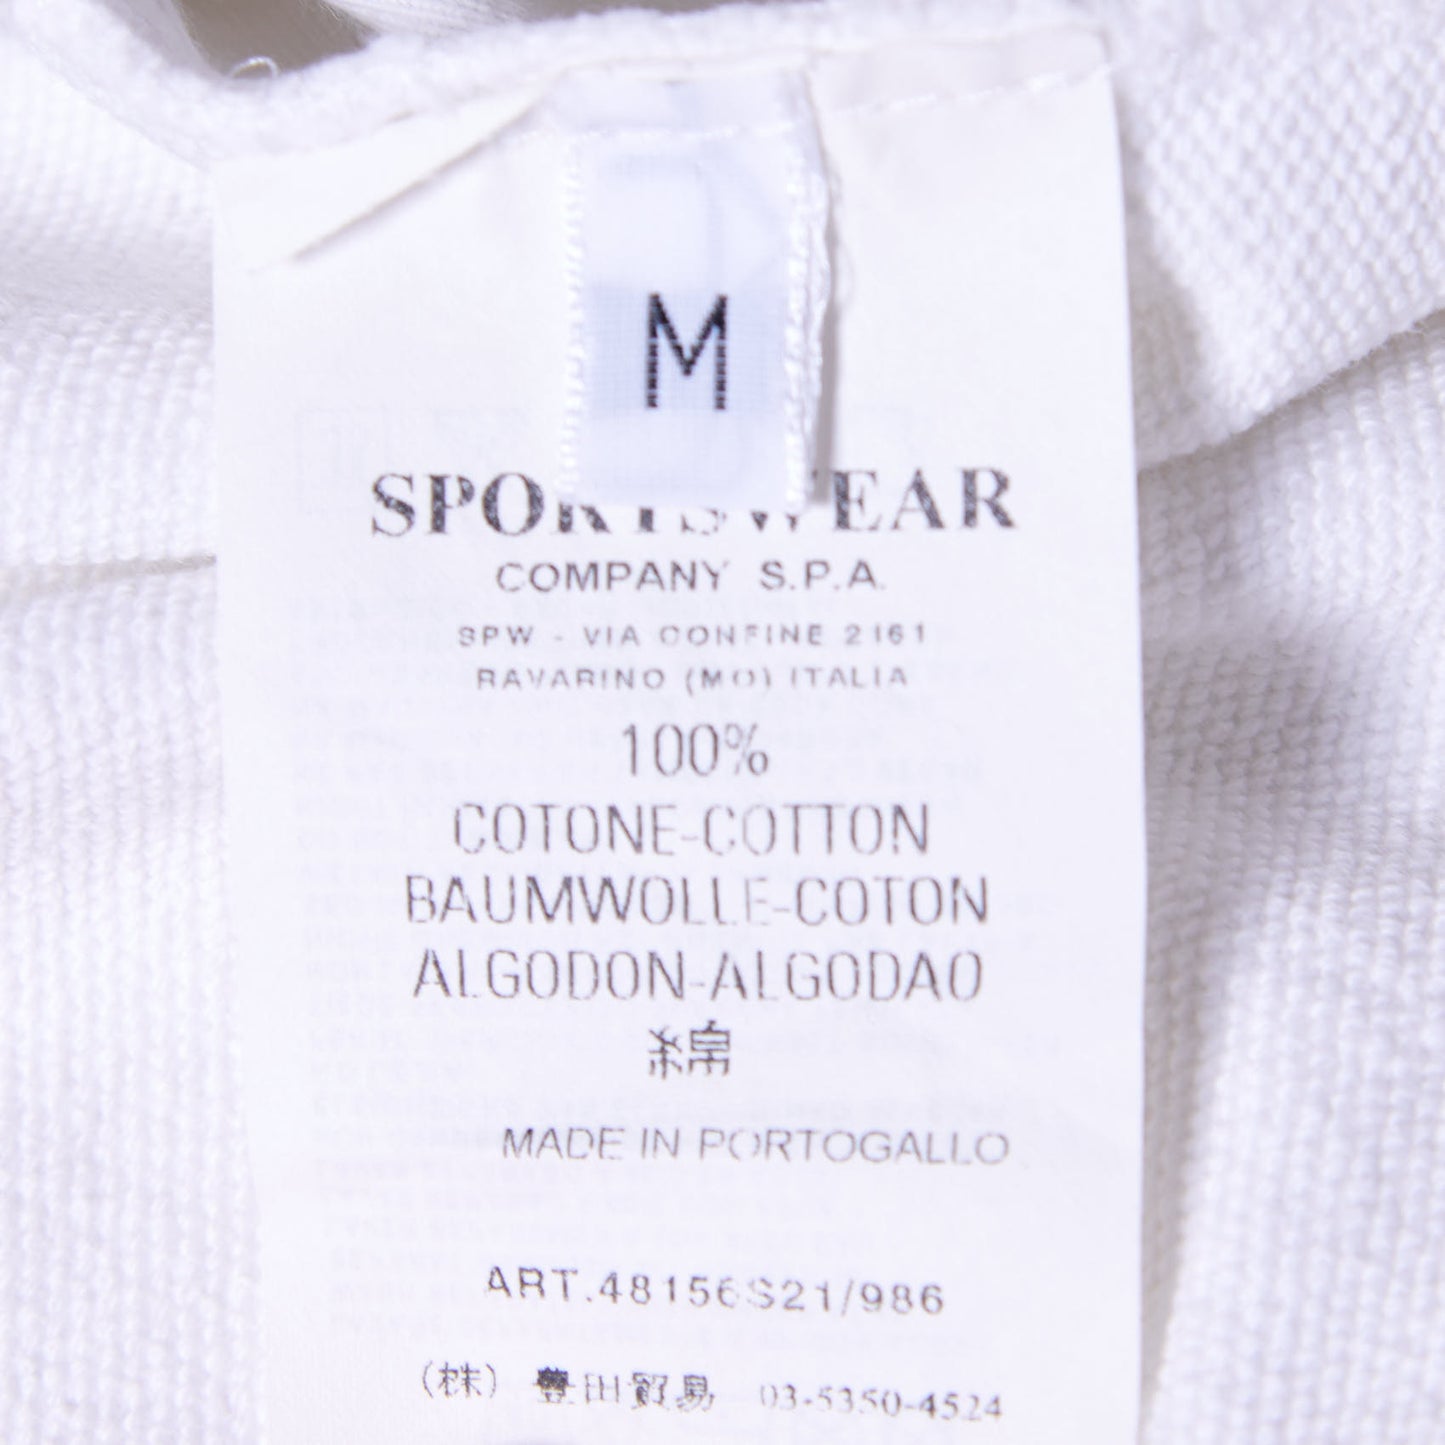 M
SPORTSWEAR
COMPANY S.P.A.
SPW - VIA CONFINE 2161
RAVARINO (MO) ITALIA
100%
COTONE-COTTON
BAUMWOLLE-COTON
ALGODON-ALGODAO
綿
MADE IN PORTOGALLO
ART.48156S21/986
(株) 豊田貿易 03-5350-4524